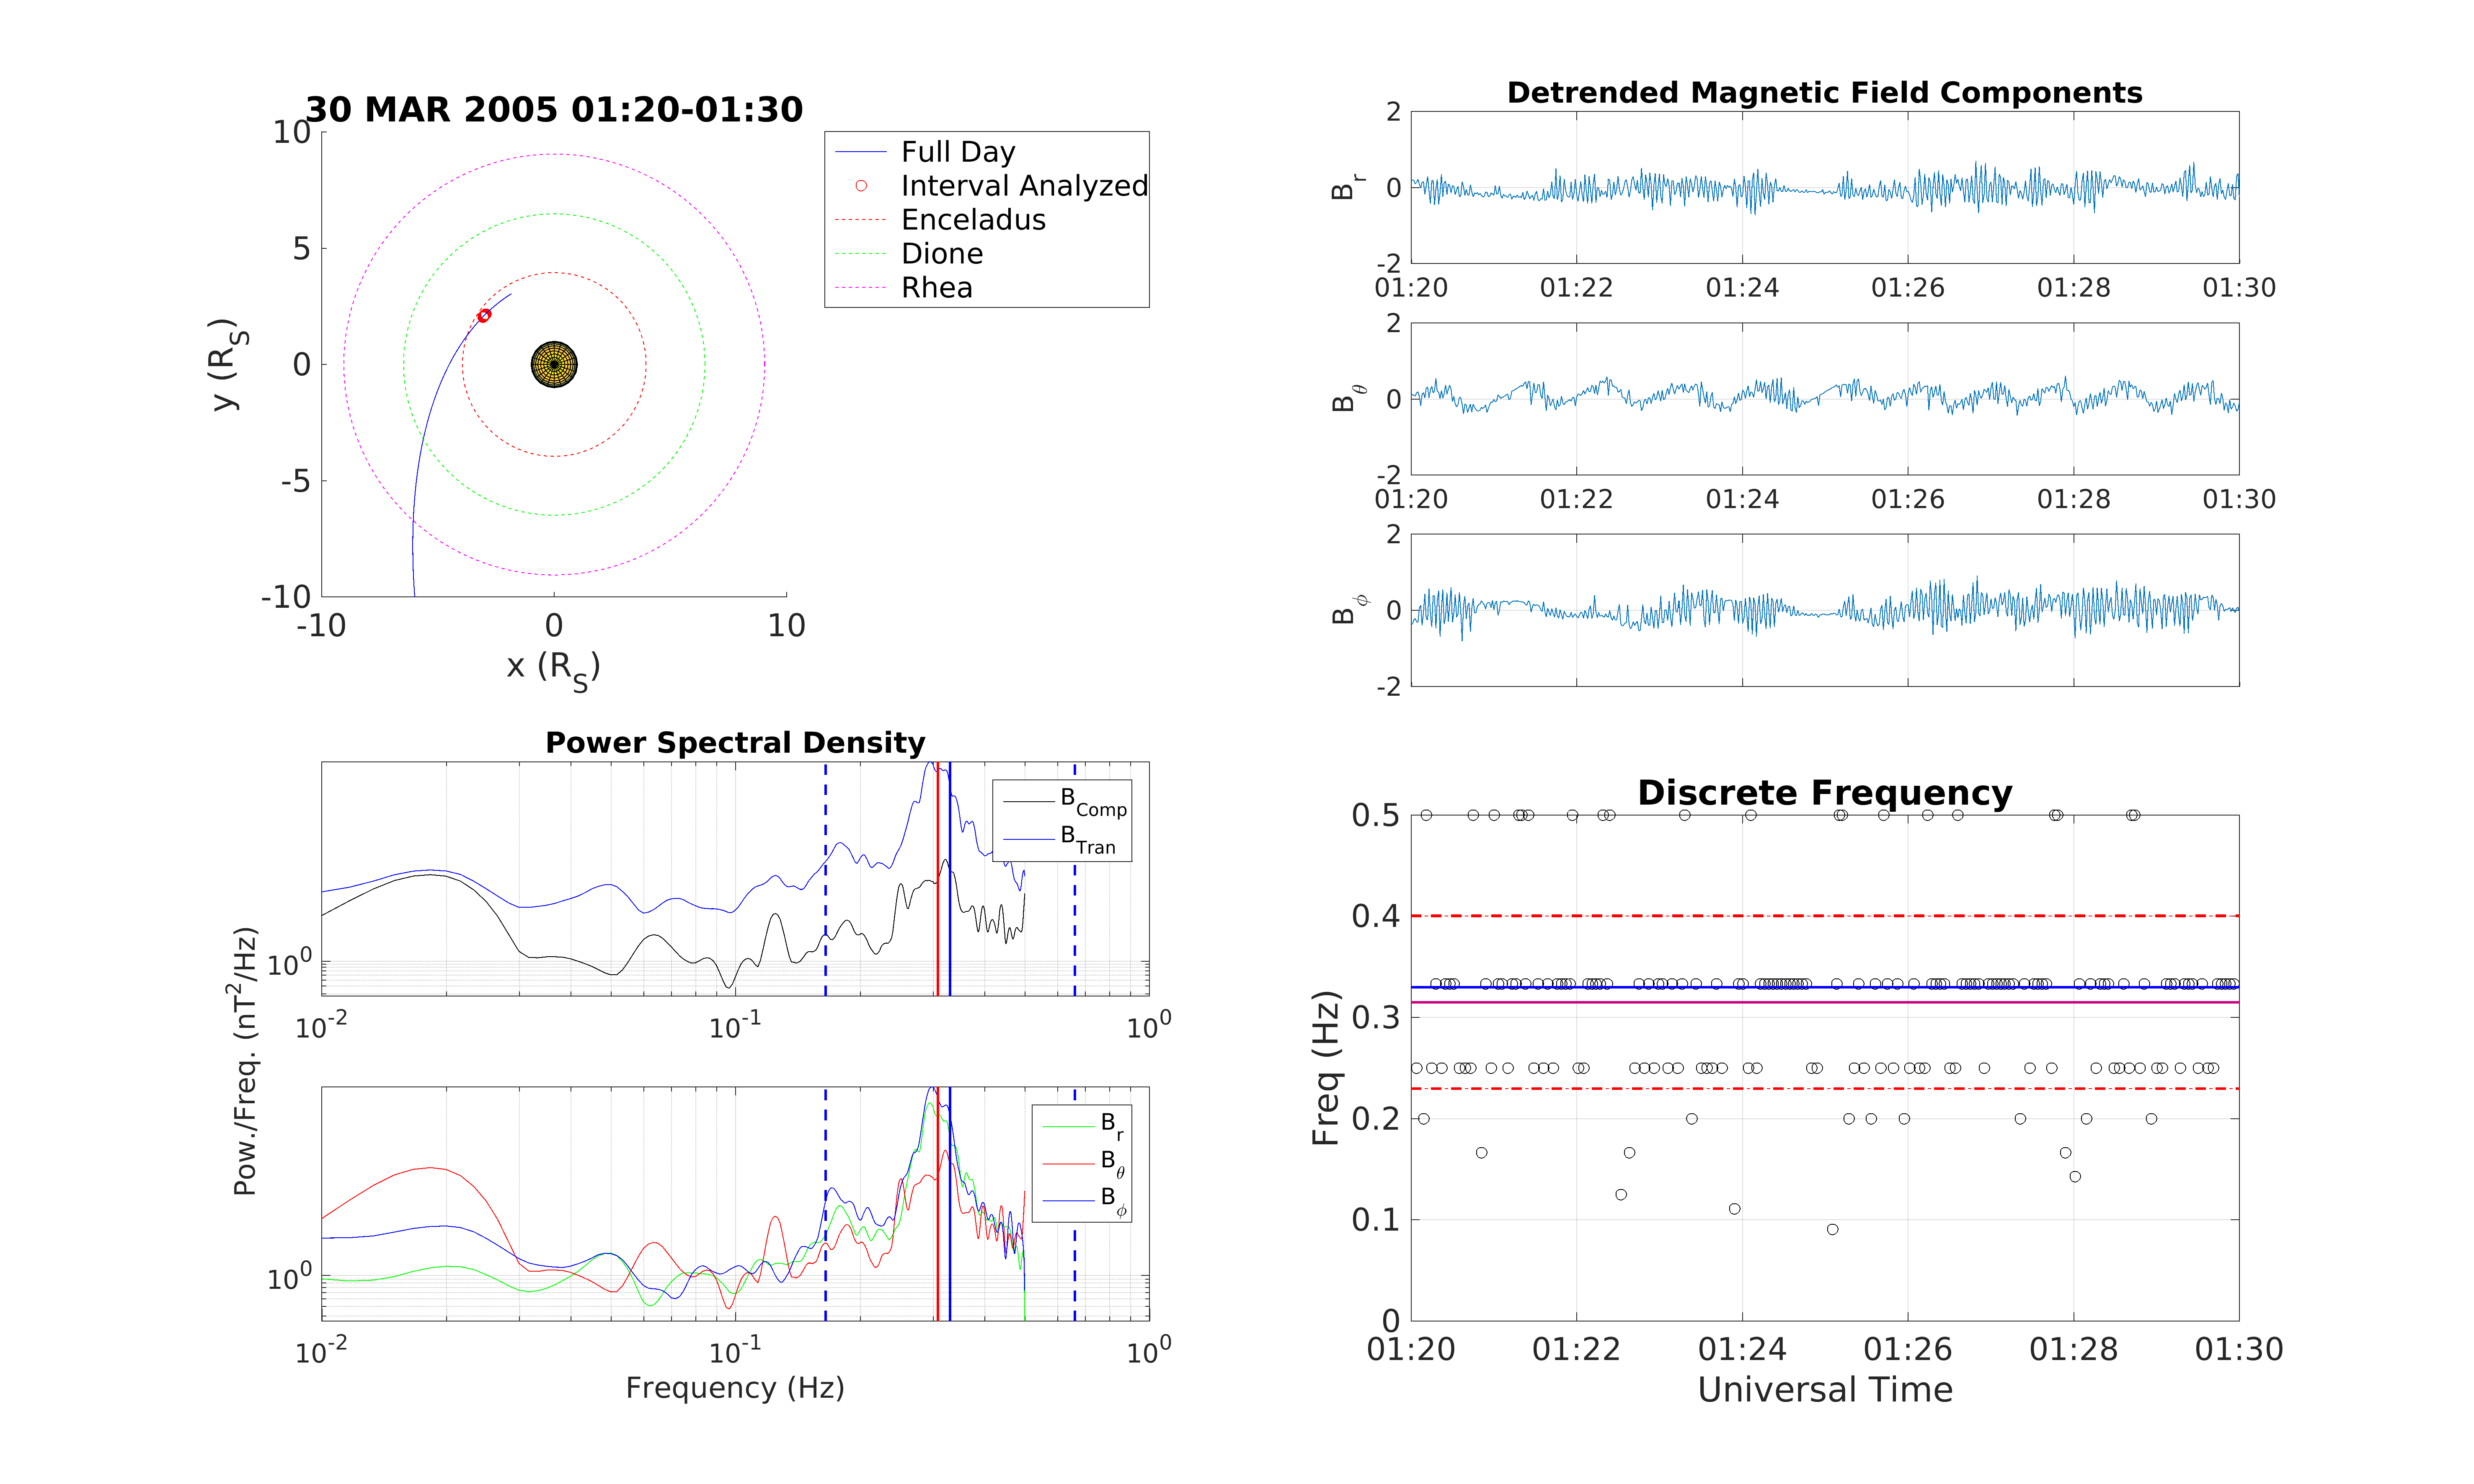 30 MAR 2005 01:20-01:30
10
5
0
-5
-10
-10 0 10
y (R_S)
x (R_S)
Full Day
Interval Analyzed
Enceladus
Dione
Rhea
Detrended Magnetic Field Components
2
0
-2
B_r
01:20 01:22 01:24 01:26 01:28 01:30
2
0
-2
B_θ
01:20 01:22 01:24 01:26 01:28 01:30
2
0
-2
B_ϕ
Power Spectral Density
B_Comp
B_Tran
10^0
10^-2 10^-1 10^0
Pow./Freq. (nT^2/Hz)
B_r
B_θ
B_ϕ
10^0
10^-2 10^-1 10^0
Frequency (Hz)
Discrete Frequency
0.5
0.4
0.3
0.2
0.1
0
Freq (Hz)
01:20 01:22 01:24 01:26 01:28 01:30
Universal Time